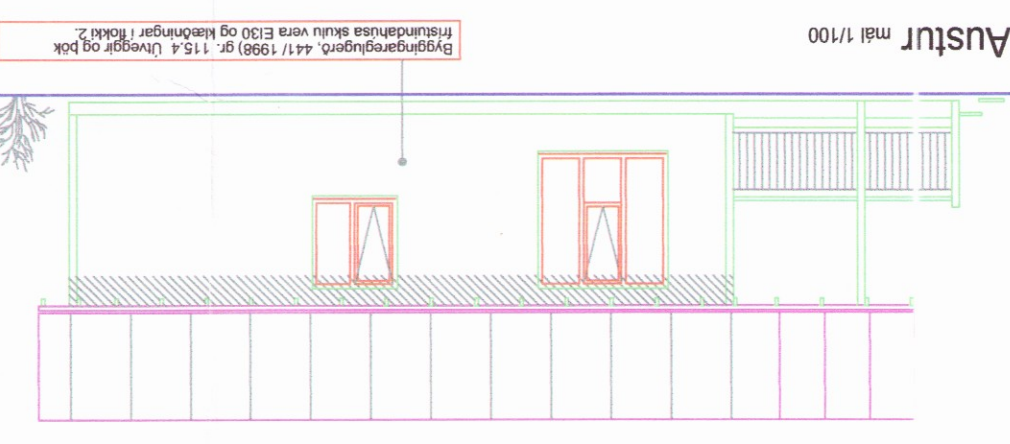 Austur mál 1/100
Byggingareglugerð, 441/ 1998) gr. 115.4 Útveggir og þök
frístundahúsa skulu vera EI30 og klæðningar í flokki 2.